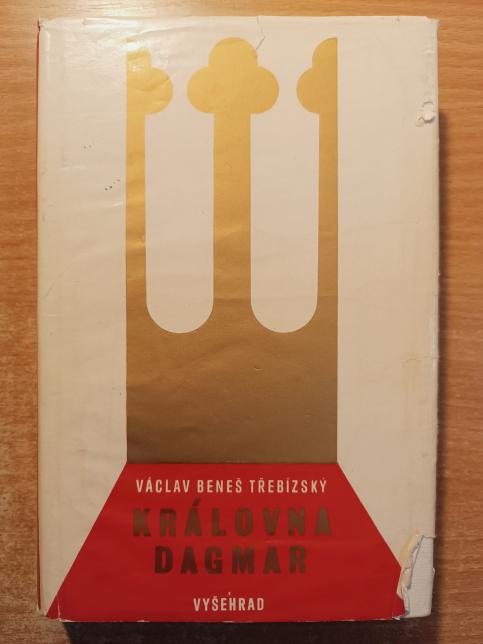 VÁCLAV BENEŠ TŘEBÍZSKÝ
KRÁLOVNA
DAGMAR
VYŠEHRAD